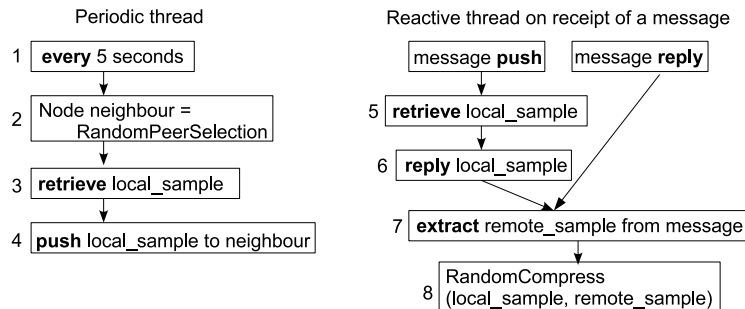 Periodic thread
1 every 5 seconds
2 Node neighbour =
RandomPeerSelection
3 retrieve local_sample
4 push local_sample to neighbour
Reactive thread on receipt of a message
message push
message reply
5 retrieve local_sample
6 reply local_sample
7 extract remote_sample from message
8 RandomCompress
(local_sample, remote_sample)